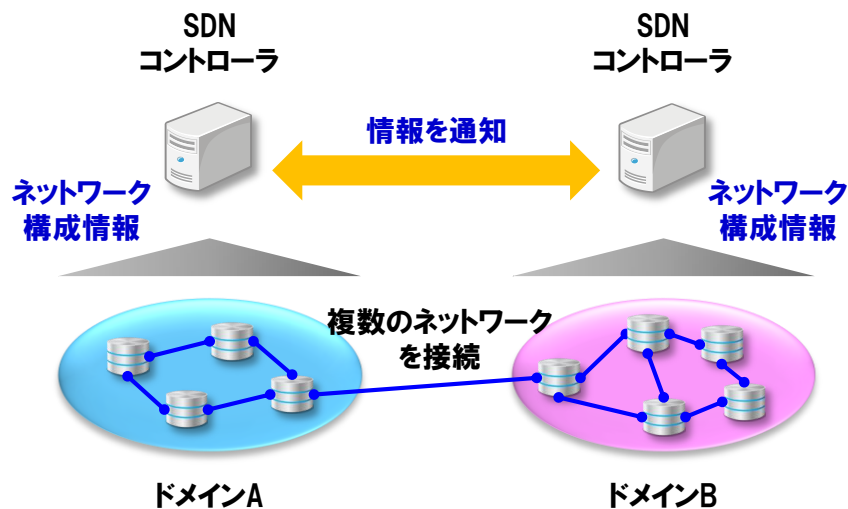 SDN
コントローラ
SDN
コントローラ
情報を通知
ネットワーク
構成情報
ネットワーク
構成情報
複数のネットワーク
を接続
ドメインA
ドメインB